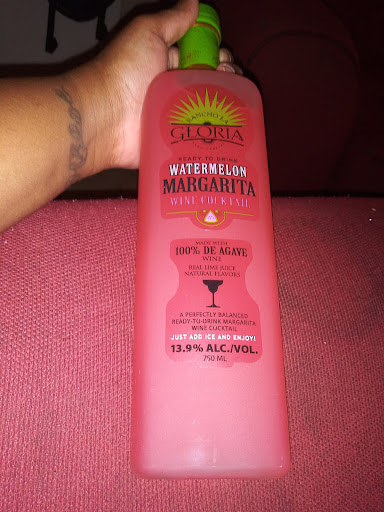 RANCHO LA
GLORIA
READY TO DRINK
WATERMELON
MARGARITA
WINE COCKTAIL
MADE WITH
100% DE AGAVE
WINE
REAL LIME JUICE
NATURAL FLAVORS
A PERFECTLY BALANCED
READY-TO-DRINK MARGARITA
WINE COCKTAIL
JUST ADD ICE AND ENJOY!
13.9% ALC./VOL.
750 ML